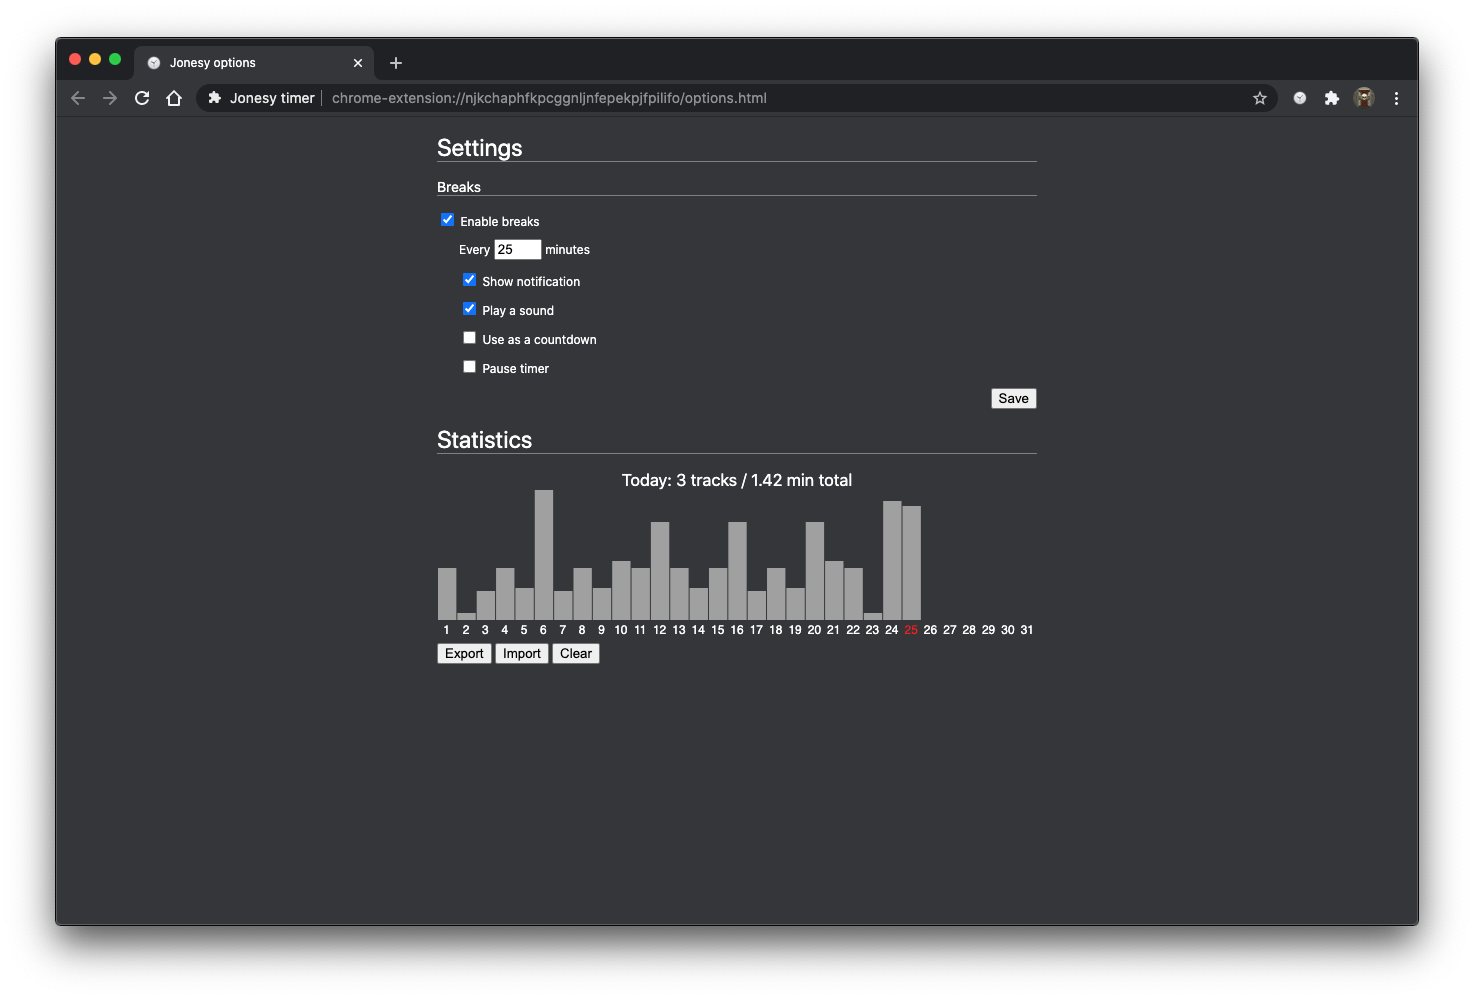 Jonesy options
Jonesy timer chrome-extension://njkchaphfkpcggnljnfepekpjfpilifo/options.html
Settings
Breaks
Enable breaks
Every 25 minutes
Show notification
Play a sound
Use as a countdown
Pause timer
Save
Statistics
Today: 3 tracks / 1.42 min total
1 2 3 4 5 6 7 8 9 10 11 12 13 14 15 16 17 18 19 20 21 22 23 24 25 26 27 28 29 30 31
Export Import Clear